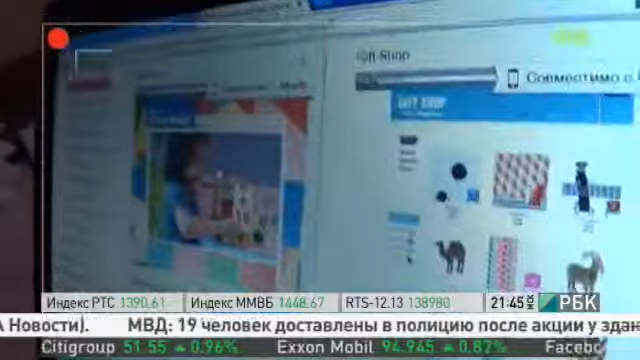 Gift Shop
Совместимо с
GIFT SHOP
Индекс РТС 1390.61 Индекс ММВБ 1448.67 RTS-12.13 138980 21:45 МСК РБК
А Новости). МВД: 19 человек доставлены в полицию после акции у здан
Citigroup 51.55 0.96% Exxon Mobil 94.945 0.87% Facebo